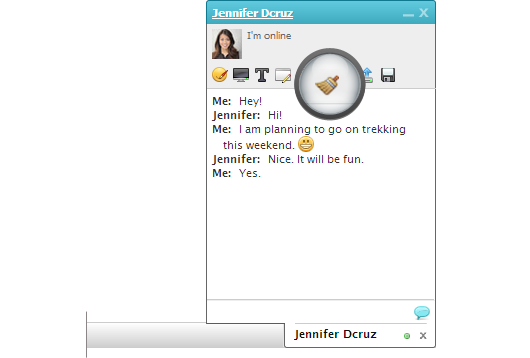 Jennifer Dcruz
I'm online
Me: Hey!
Jennifer: Hi!
Me: I am planning to go on trekking
this weekend.
Jennifer: Nice. It will be fun.
Me: Yes.
Jennifer Dcruz